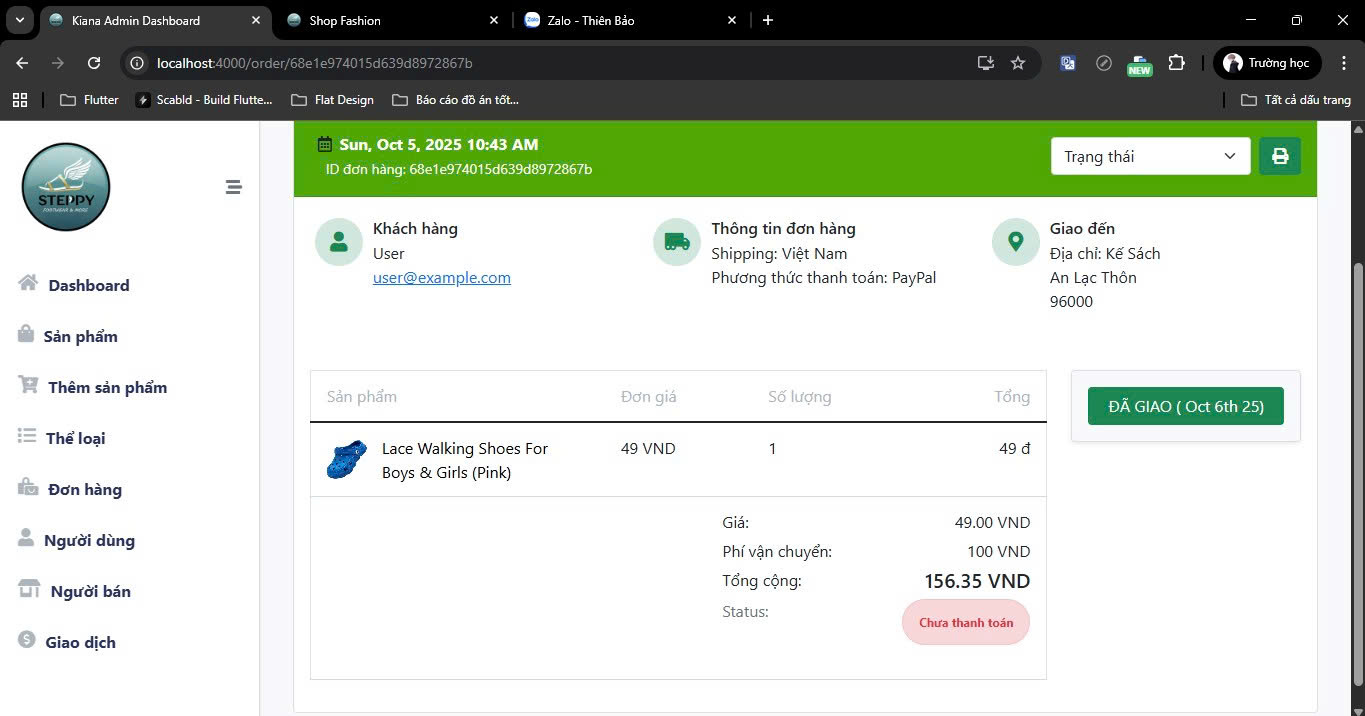 Kiana Admin Dashboard
Shop Fashion
Zalo
Zalo - Thiên Bảo
localhost:4000/order/68e1e974015d639d8972867b
NEW
Trường học
Flutter
Scabld - Build Flutte...
Flat Design
Báo cáo đồ án tốt...
Tất cả dấu trang
STEPPY
FOOTWEAR & MORE
Dashboard
Sản phẩm
Thêm sản phẩm
Thể loại
Đơn hàng
Người dùng
Người bán
Giao dịch
Sun, Oct 5, 2025 10:43 AM
ID đơn hàng: 68e1e974015d639d8972867b
Trạng thái
Khách hàng
User
user@example.com
Thông tin đơn hàng
Shipping: Việt Nam
Phương thức thanh toán: PayPal
Giao đến
Địa chỉ: Kế Sách
An Lạc Thôn
96000
Sản phẩm Đơn giá Số lượng Tổng
Lace Walking Shoes For 49 VND 1 49 đ
Boys & Girls (Pink)
Giá: 49.00 VND
Phí vận chuyển: 100 VND
Tổng cộng: 156.35 VND
Status: Chưa thanh toán
ĐÃ GIAO ( Oct 6th 25)